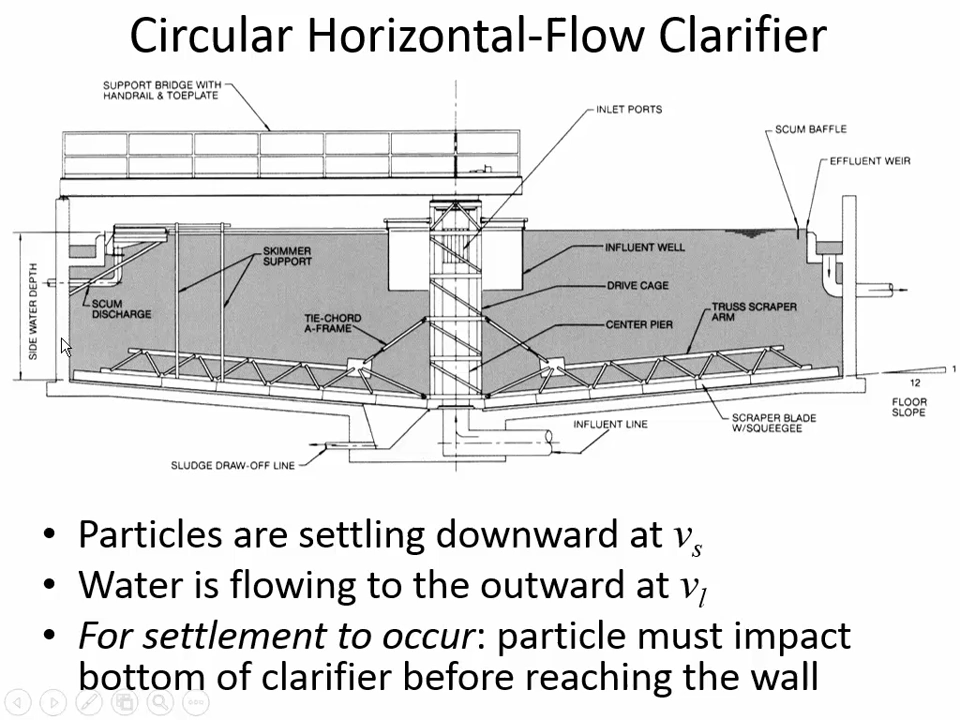 Circular Horizontal-Flow Clarifier
SUPPORT BRIDGE WITH
HANDRAIL & TOEPLATE
INLET PORTS
SCUM BAFFLE
EFFLUENT WEIR
SKIMMER
SUPPORT
INFLUENT WELL
SIDE WATER DEPTH
SCUM
DISCHARGE
DRIVE CAGE
TIE-CHORD
A-FRAME
TRUSS SCRAPER
ARM
CENTER PIER
1
12
FLOOR
SLOPE
SCRAPER BLADE
W/SQUEEGEE
INFLUENT LINE
SLUDGE DRAW-OFF LINE
• Particles are settling downward at vs
• Water is flowing to the outward at vl
• For settlement to occur: particle must impact
bottom of clarifier before reaching the wall